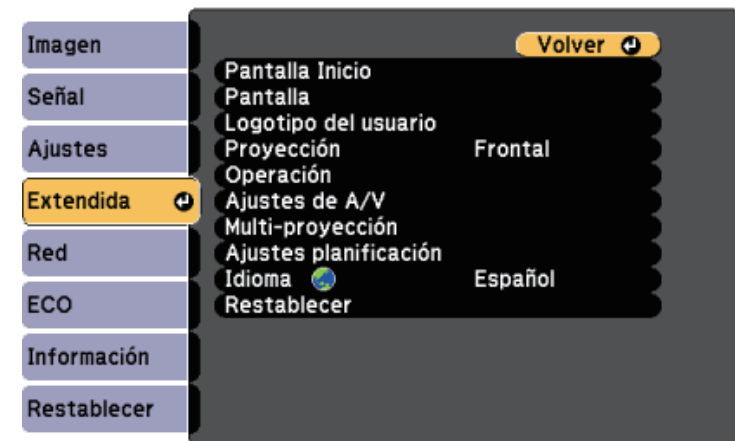 Imagen
Señal
Ajustes
Extendida
Red
ECO
Información
Restablecer
Volver
Pantalla Inicio
Pantalla
Logotipo del usuario
Proyección Frontal
Operación
Ajustes de A/V
Multi-proyección
Ajustes planificación
Idioma Español
Restablecer